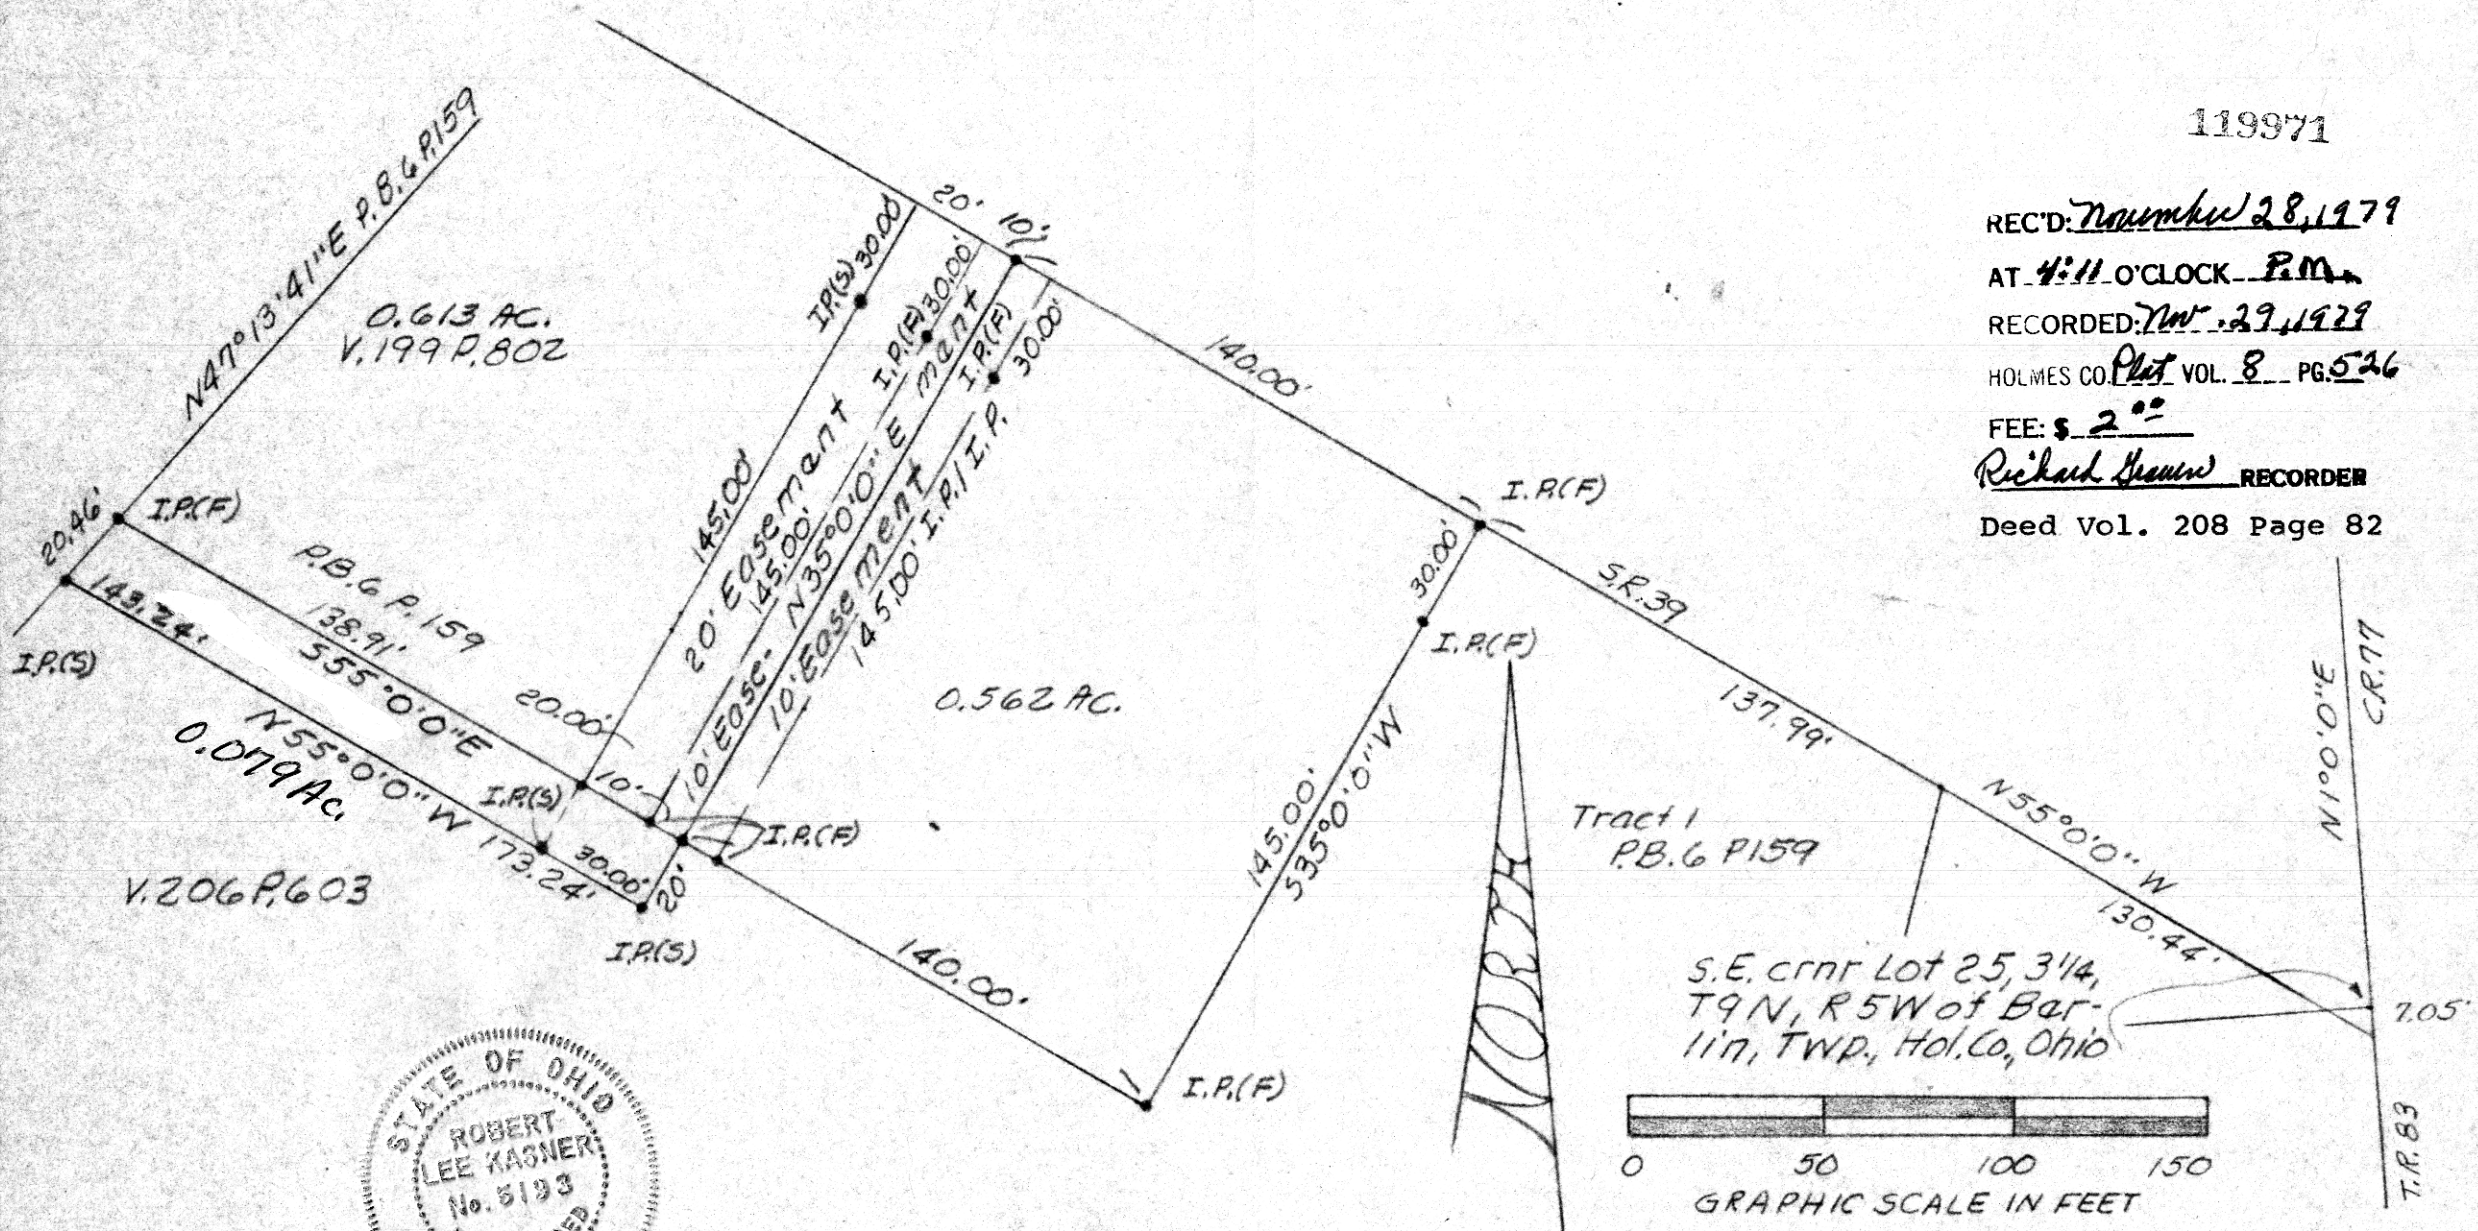 119971
REC'D: November 28, 1979
AT 4:11 O'CLOCK P.M.
RECORDED: Nov. 29, 1979
HOLMES CO. Plat VOL. 8 PG. 526
FEE: $ 2.00
Richard RECORDER
Deed Vol. 208 Page 82
N47°13'41"E P.B.6 P.159
0.613 AC.
V.199 P.802
20' 10'
I.P.(S) 30.00'
I.P.(F) 30.00'
I.P.(F)
30.00'
140.00'
145.00'
20' Easement
145.00'
10' Ease- ment
N35°0'0"E
10' Easement
145.00' I.P./I.P.
20.46'
I.P.(F)
I.P.(S)
143.24'
P.B.6 P.159
138.91'
S55°0'0"E
20.00'
10'
N55°0'0"W 173.24'
0.079 Ac.
I.P.(S)
30.00'
20'
I.P.(F)
I.P.(S)
V.206 P.603
140.00'
0.562 AC.
I.P.(F)
30.00'
I.P.(F)
145.00'
S35°0'0"W
I.P.(F)
S.R.39
137.99'
N55°0'0"W
130.44'
N1°0'0"E
C.R.77
7.05'
T.R.83
Tract 1
P.B.6 P159
S.E. crnr Lot 25, 3 1/4,
T9N, R5W of Ber-
lin, Twp., Hol.Co., Ohio
NORTH
0 50 100 150
GRAPHIC SCALE IN FEET
STATE OF OHIO
ROBERT
LEE KASNER
No. 5193